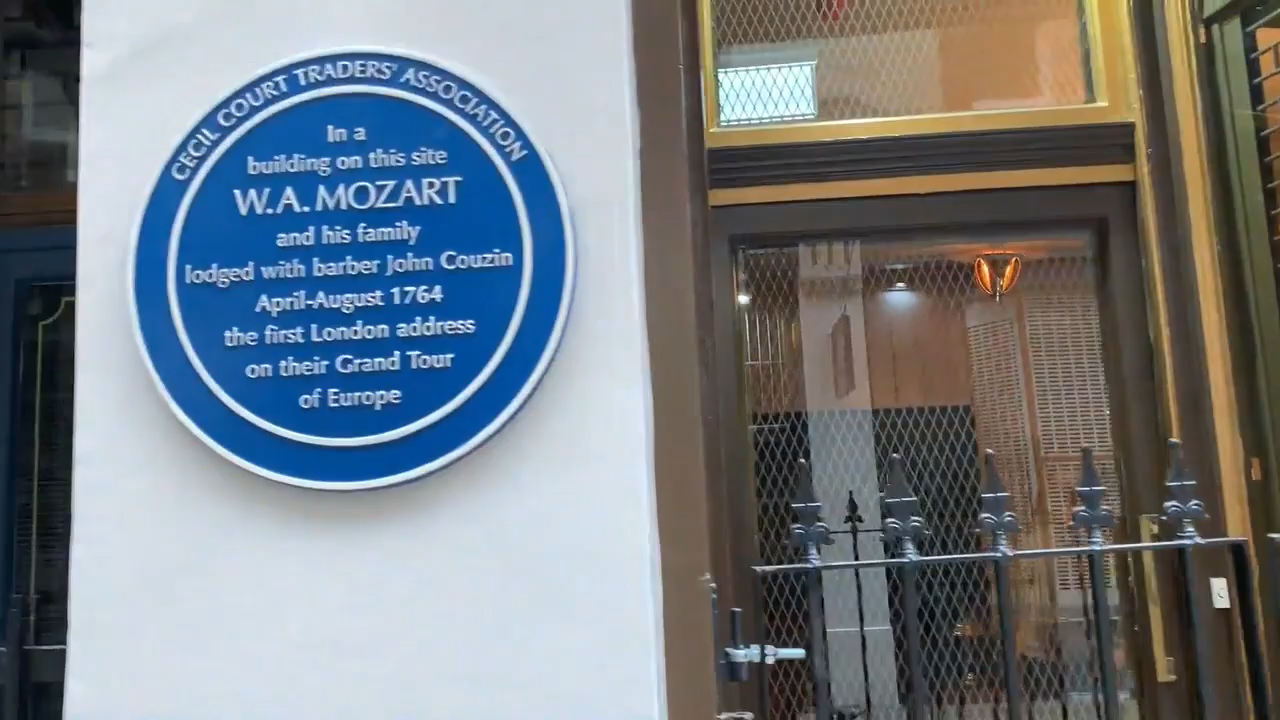 CECIL COURT TRADERS' ASSOCIATION
In a
building on this site
W.A. MOZART
and his family
lodged with barber John Couzin
April-August 1764
the first London address
on their Grand Tour
of Europe